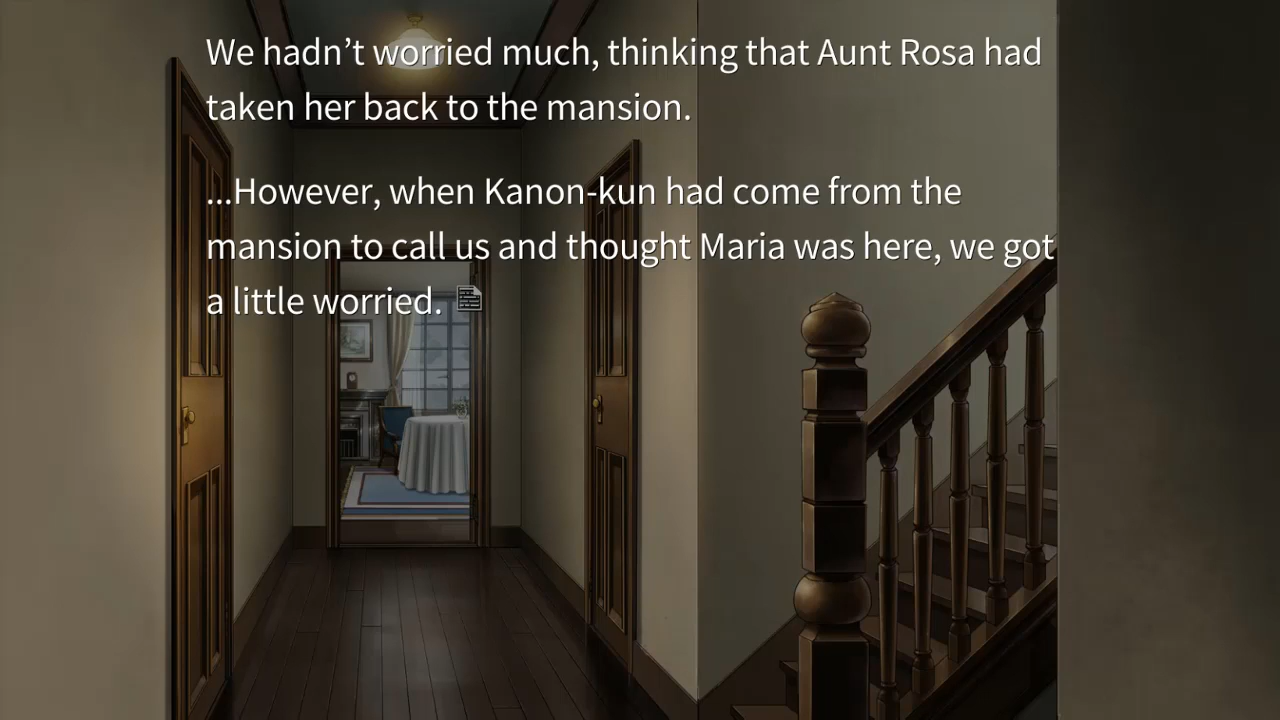 We hadn’t worried much, thinking that Aunt Rosa had
taken her back to the mansion.
...However, when Kanon-kun had come from the
mansion to call us and thought Maria was here, we got
a little worried.